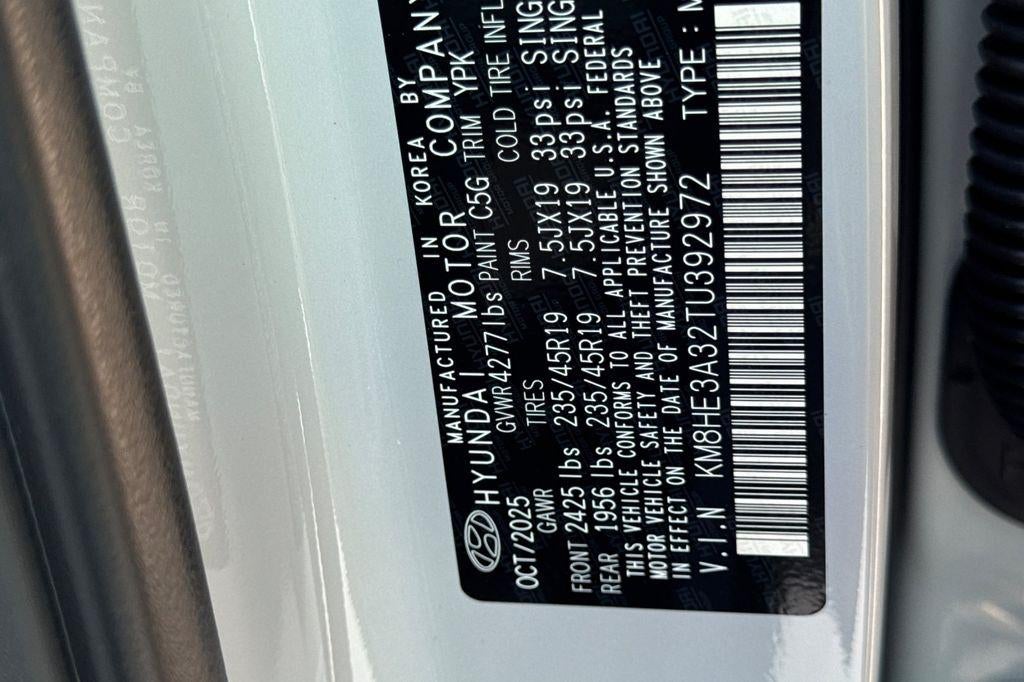 MANUFACTURED IN KOREA BY
HYUNDAI MOTOR COMPANY
OCT/2025 GVWR 4277lbs PAINT C5G TRIM YPK
GAWR TIRES RIMS COLD TIRE INFL
FRONT 2425 lbs 235/45R19 7.5JX19 33psi SING
REAR 1956 lbs 235/45R19 7.5JX19 33psi SING
THIS VEHICLE CONFORMS TO ALL APPLICABLE U.S.A. FEDERAL
MOTOR VEHICLE SAFETY AND THEFT PREVENTION STANDARDS
IN EFFECT ON THE DATE OF MANUFACTURE SHOWN ABOVE
V.I.N KM8HE3A32TU392972 TYPE : M